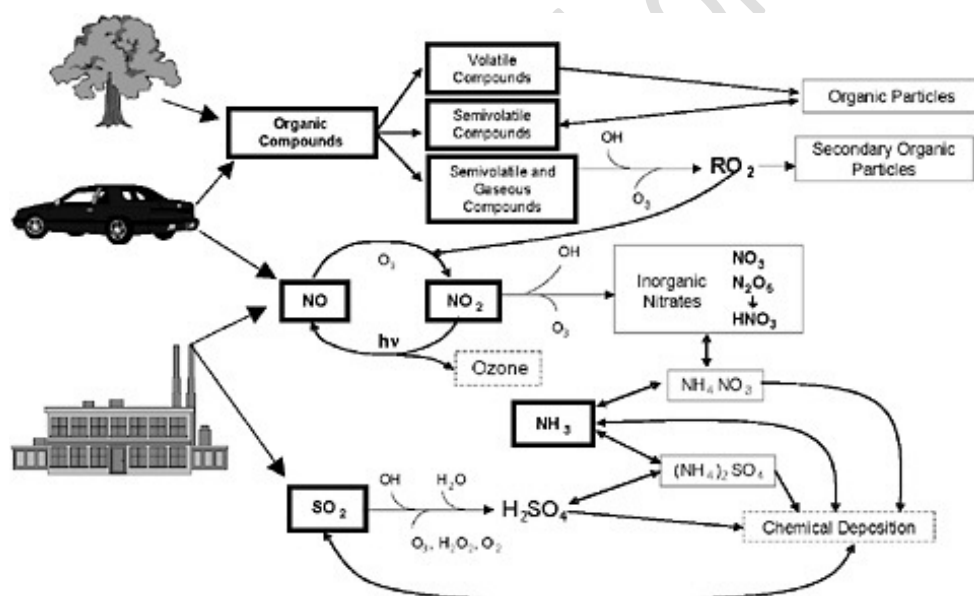 Volatile
Compounds
Organic Particles
Organic
Compounds
Semivolatile
Compounds
OH
Semivolatile and
Gaseous
Compounds
RO₂
Secondary Organic
Particles
O₃
O₃
OH
NO₃
NO
NO₂
Inorganic
Nitrates
N₂O₅
HNO₃
O₃
hν
Ozone
NH₄NO₃
NH₃
(NH₄)₂SO₄
OH
H₂O
SO₂
H₂SO₄
Chemical Deposition
O₃, H₂O₂, O₂